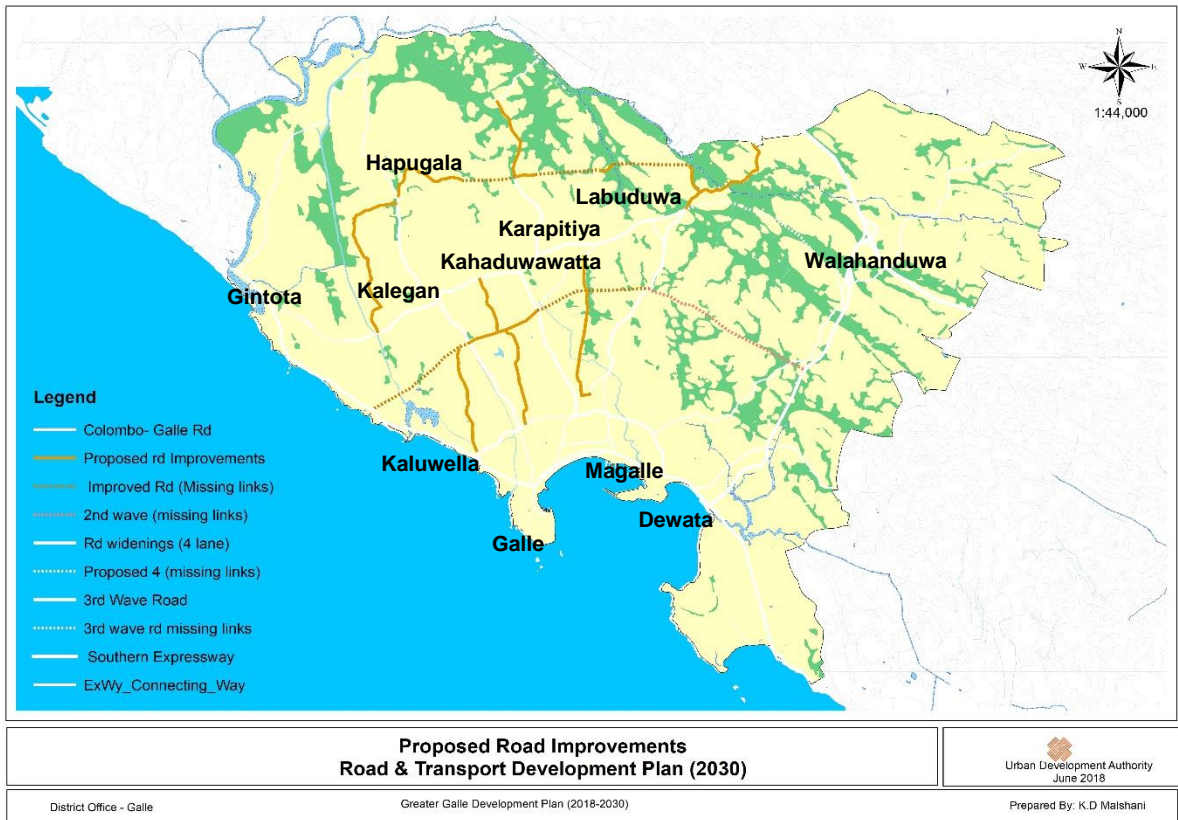 N
W
E
S
1:44,000
Hapugala
Labuduwa
Karapitiya
Kahaduwawatta
Walahanduwa
Kalegan
Gintota
Legend
Colombo- Galle Rd
Proposed rd Improvements
Improved Rd (Missing links)
2nd wave (missing links)
Rd widenings (4 lane)
Proposed 4 (missing links)
3rd Wave Road
3rd wave rd missing links
Southern Expressway
ExWy_Connecting_Way
Kaluwella
Magalle
Dewata
Galle
Proposed Road Improvements
Road & Transport Development Plan (2030)
Urban Development Authority
June 2018
District Office - Galle
Greater Galle Development Plan (2018-2030)
Prepared By: K.D Malshani